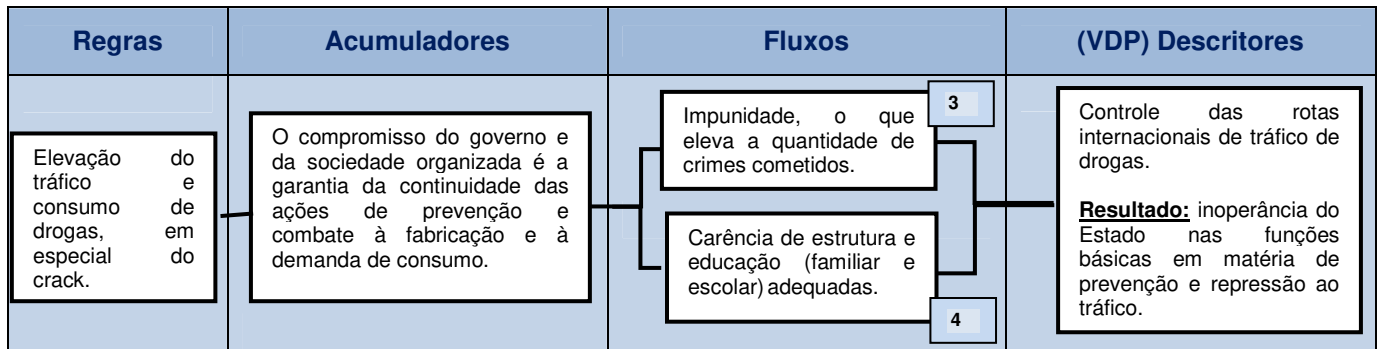 Regras
Acumuladores
Fluxos
(VDP) Descritores
Elevação do
tráfico e
consumo de
drogas, em
especial do
crack.
O compromisso do governo e
da sociedade organizada é a
garantia da continuidade das
ações de prevenção e
combate à fabricação e à
demanda de consumo.
3
Impunidade, o que
eleva a quantidade de
crimes cometidos.
Carência de estrutura e
educação (familiar e
escolar) adequadas.
4
Controle das rotas
internacionais de tráfico de
drogas.
Resultado: inoperância do
Estado nas funções
básicas em matéria de
prevenção e repressão ao
tráfico.